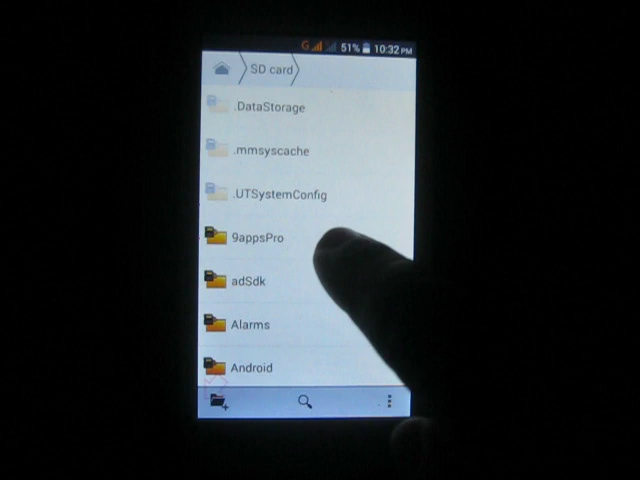 G 51% 10:32 PM
SD card
.DataStorage
.mmsyscache
.UTSystemConfig
9appsPro
adSdk
Alarms
Android